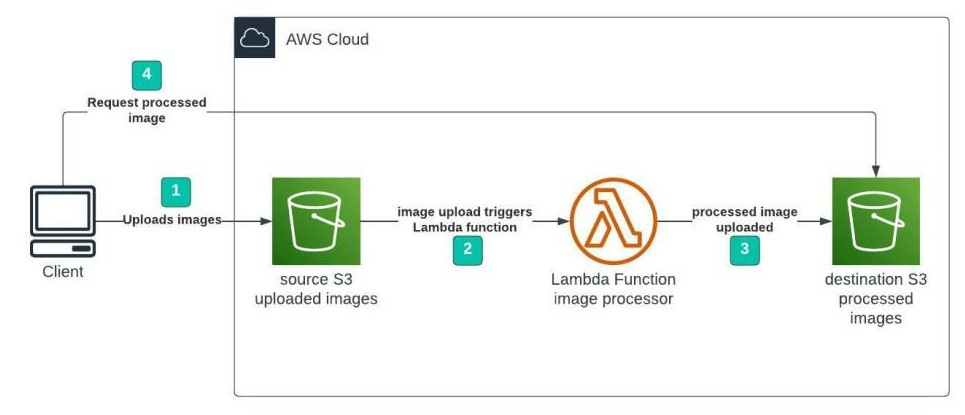 AWS Cloud
4
Request processed
image
1
Uploads images
image upload triggers
Lambda function
2
processed image
uploaded
3
Client
source S3
uploaded images
Lambda Function
image processor
destination S3
processed
images